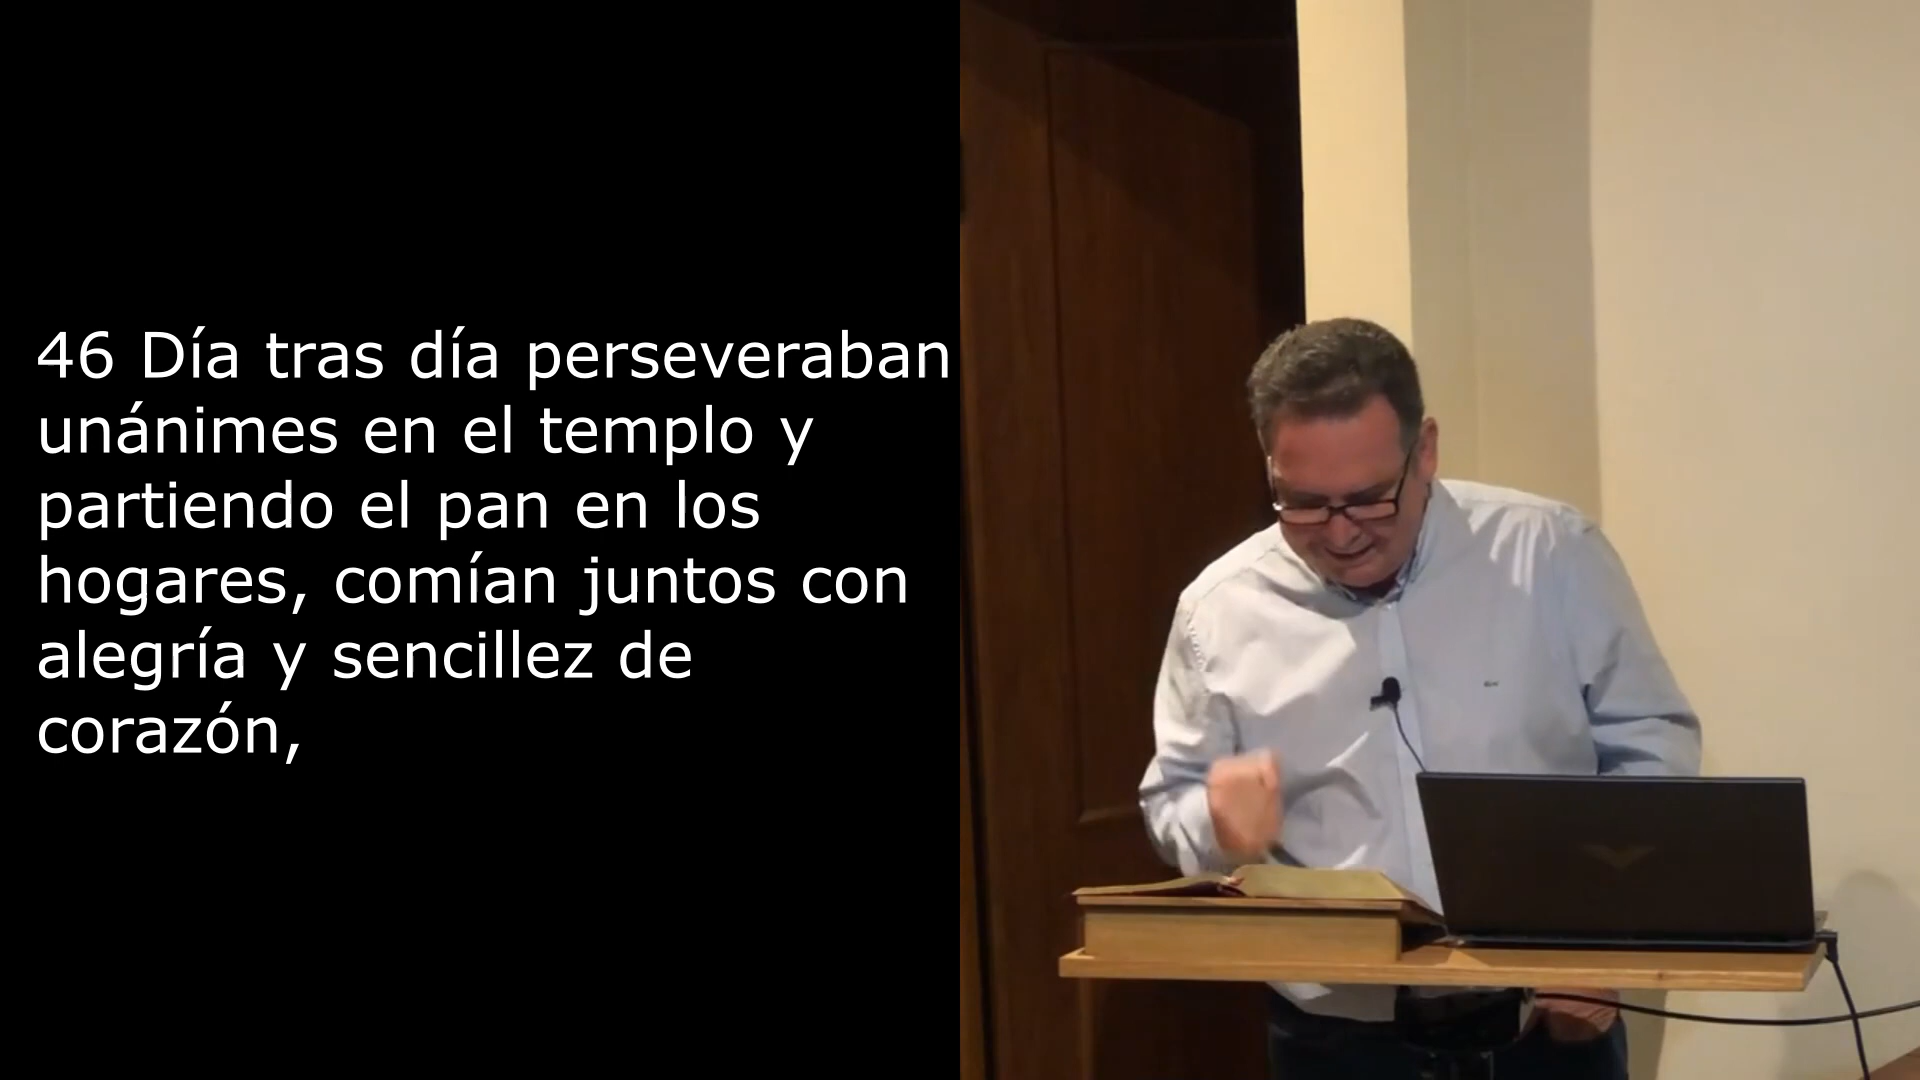 46 Día tras día perseveraban
unánimes en el templo y
partiendo el pan en los
hogares, comían juntos con
alegría y sencillez de
corazón,